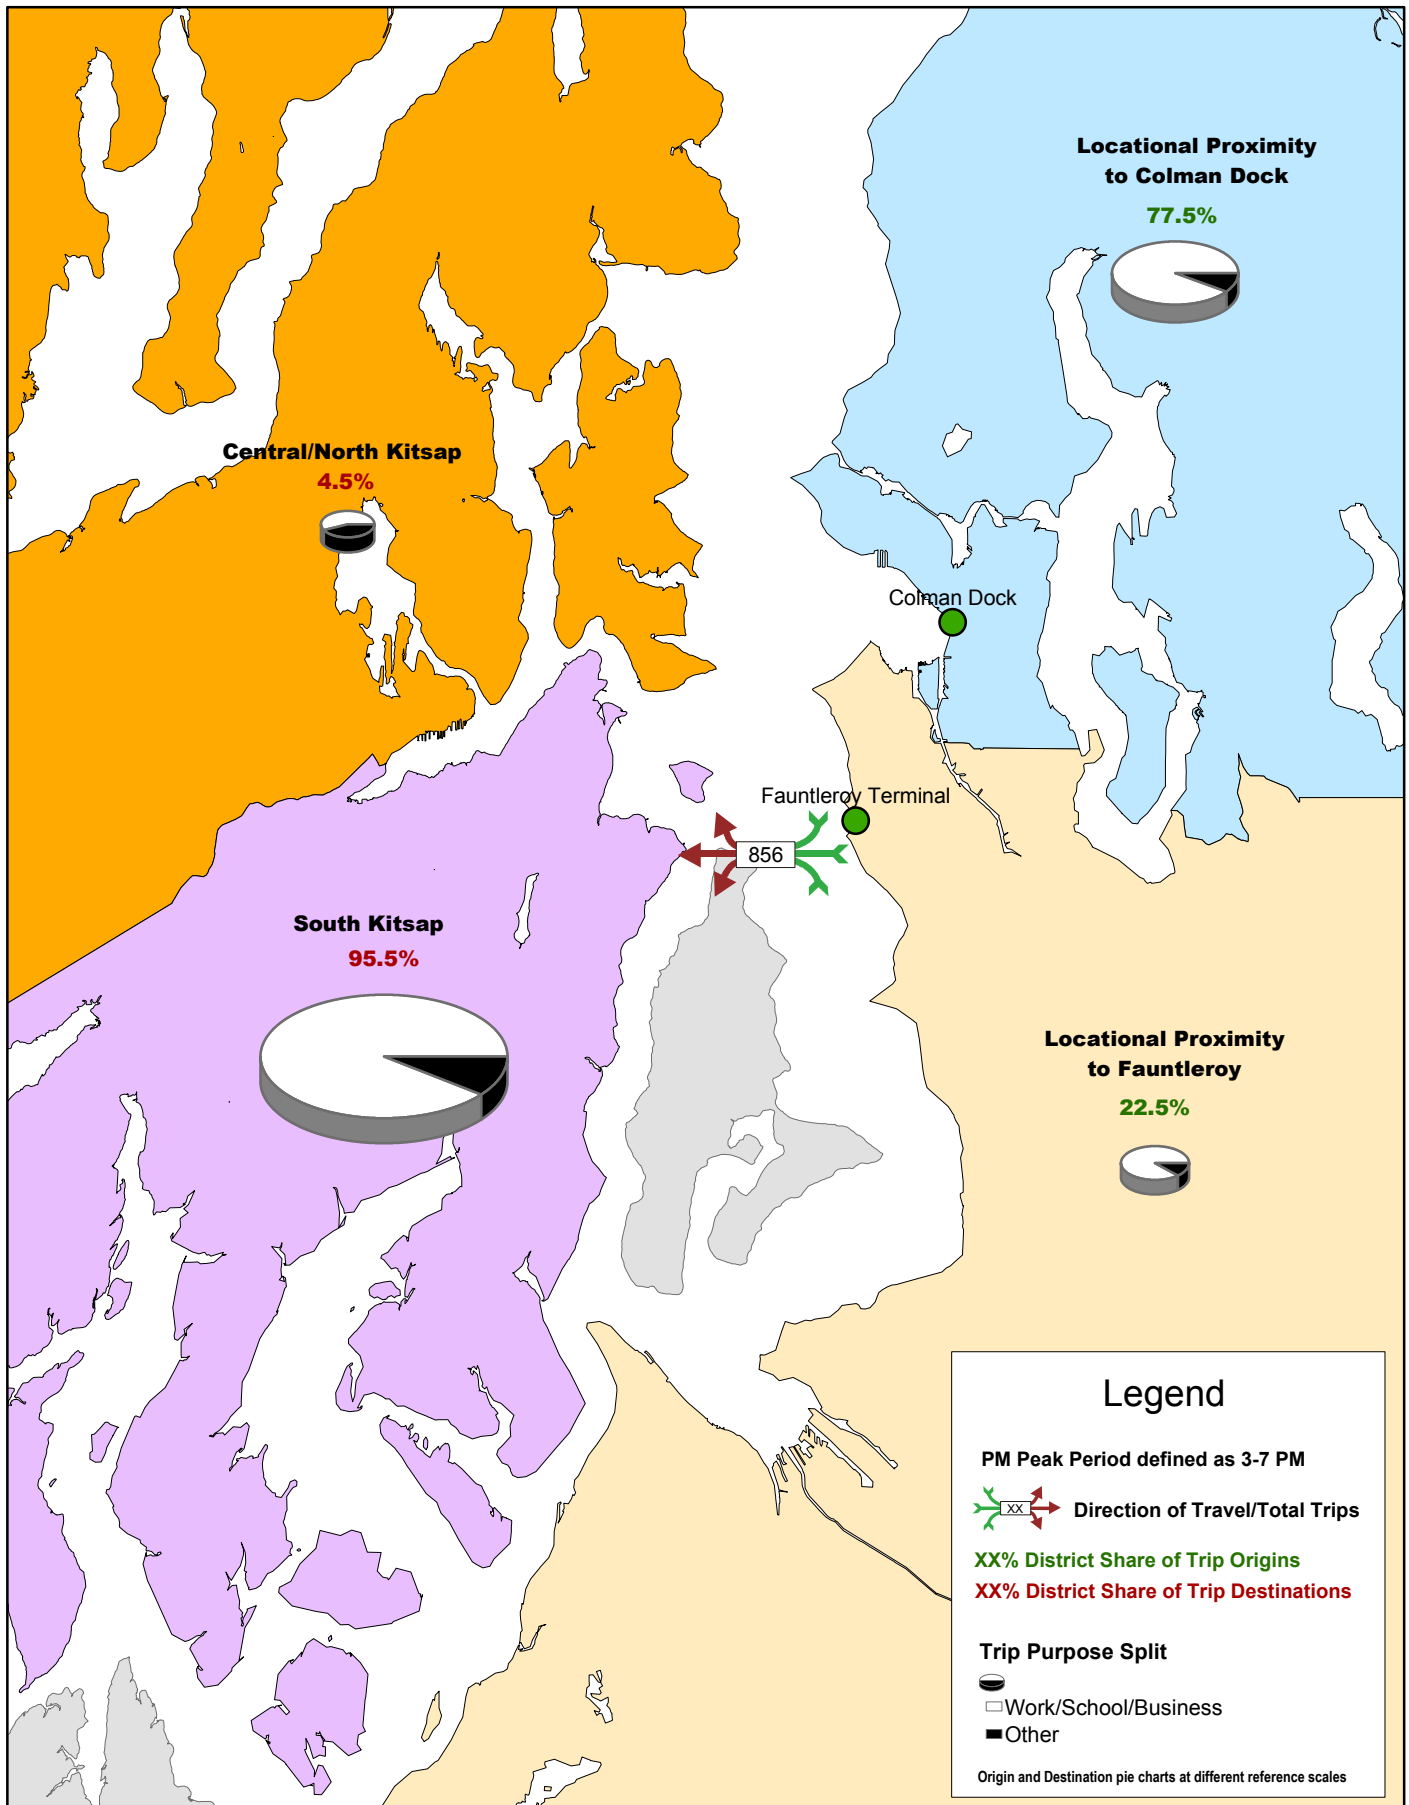 Locational Proximity
to Colman Dock
77.5%
Central/North Kitsap
4.5%
Colman Dock
Fauntleroy Terminal
856
South Kitsap
95.5%
Locational Proximity
to Fauntleroy
22.5%
Legend
PM Peak Period defined as 3-7 PM
XX Direction of Travel/Total Trips
XX% District Share of Trip Origins
XX% District Share of Trip Destinations
Trip Purpose Split
Work/School/Business
Other
Origin and Destination pie charts at different reference scales